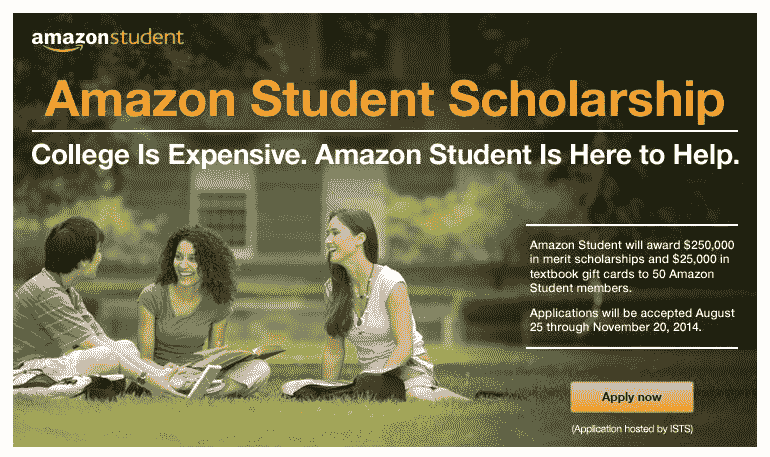 amazonstudent
Amazon Student Scholarship
College Is Expensive. Amazon Student Is Here to Help.
Amazon Student will award $250,000
in merit scholarships and $25,000 in
textbook gift cards to 50 Amazon
Student members.
Applications will be accepted August
25 through November 20, 2014.
Apply now
(Application hosted by ISTS)